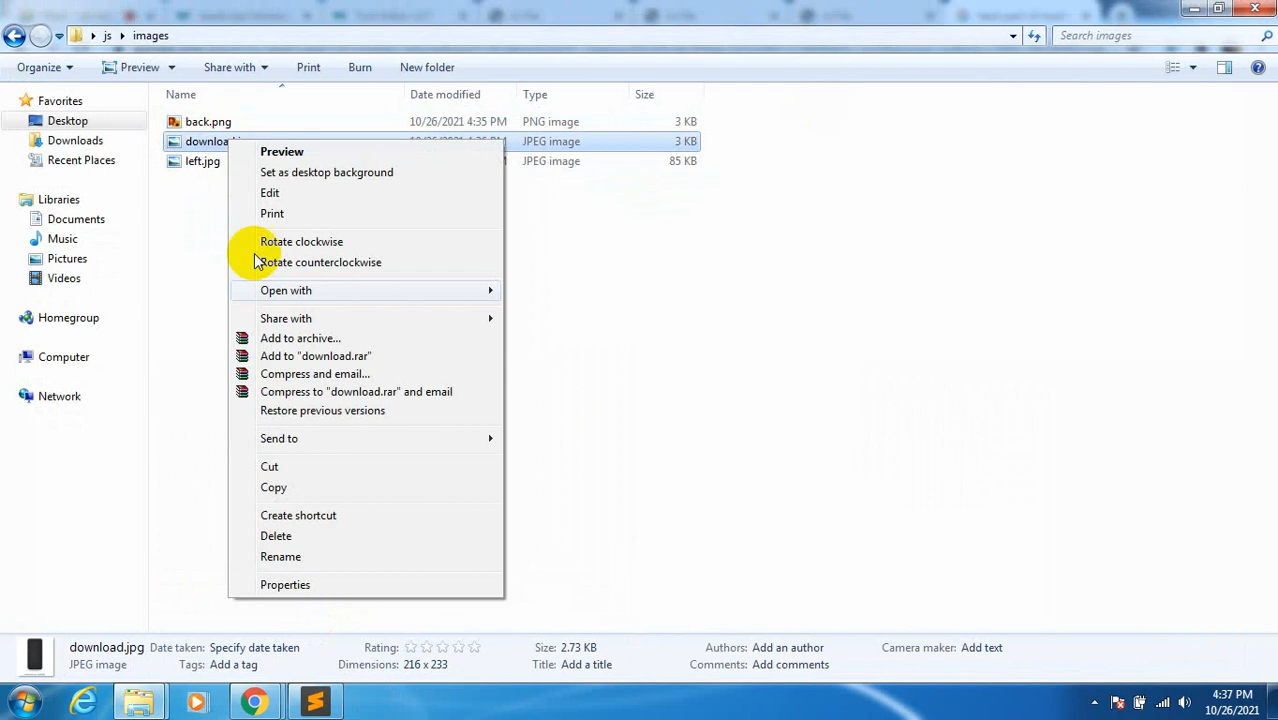 js images
Search images
Organize Preview Share with Print Burn New folder
Name Date modified Type Size
Favorites
Desktop
Downloads
Recent Places
Libraries
Documents
Music
Pictures
Videos
Homegroup
Computer
Network
back.png 10/26/2021 4:35 PM PNG image 3 KB
JPEG image 3 KB
left.jpg JPEG image 85 KB
Preview
Set as desktop background
Edit
Print
Rotate clockwise
Rotate counterclockwise
Open with
Share with
Add to archive...
Add to "download.rar"
Compress and email...
Compress to "download.rar" and email
Restore previous versions
Send to
Cut
Copy
Create shortcut
Delete
Rename
Properties
download.jpg Date taken: Specify date taken Rating: Size: 2.73 KB Authors: Add an author Camera maker: Add text
JPEG image Tags: Add a tag Dimensions: 216 x 233 Title: Add a title Comments: Add comments
4:37 PM
10/26/2021